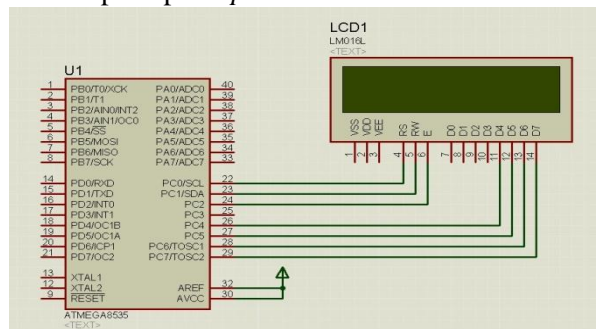 LCD1
LM016L
<TEXT>
VSS
VDD
VEE
RS
RW
E
D0
D1
D2
D3
D4
D5
D6
D7
1
2
3
4
5
6
7
8
9
10
11
12
13
14
U1
1 PB0/T0/XCK PA0/ADC0 40
2 PB1/T1 PA1/ADC1 39
3 PB2/AIN0/INT2 PA2/ADC2 38
4 PB3/AIN1/OC0 PA3/ADC3 37
5 PB4/SS PA4/ADC4 36
6 PB5/MOSI PA5/ADC5 35
7 PB6/MISO PA6/ADC6 34
8 PB7/SCK PA7/ADC7 33
14 PD0/RXD PC0/SCL 22
15 PD1/TXD PC1/SDA 23
16 PD2/INT0 PC2 24
17 PD3/INT1 PC3 25
18 PD4/OC1B PC4 26
19 PD5/OC1A PC5 27
20 PD6/ICP1 PC6/TOSC1 28
21 PD7/OC2 PC7/TOSC2 29
13 XTAL1
12 XTAL2 AREF 32
9 RESET AVCC 30
ATMEGA8535
<TEXT>